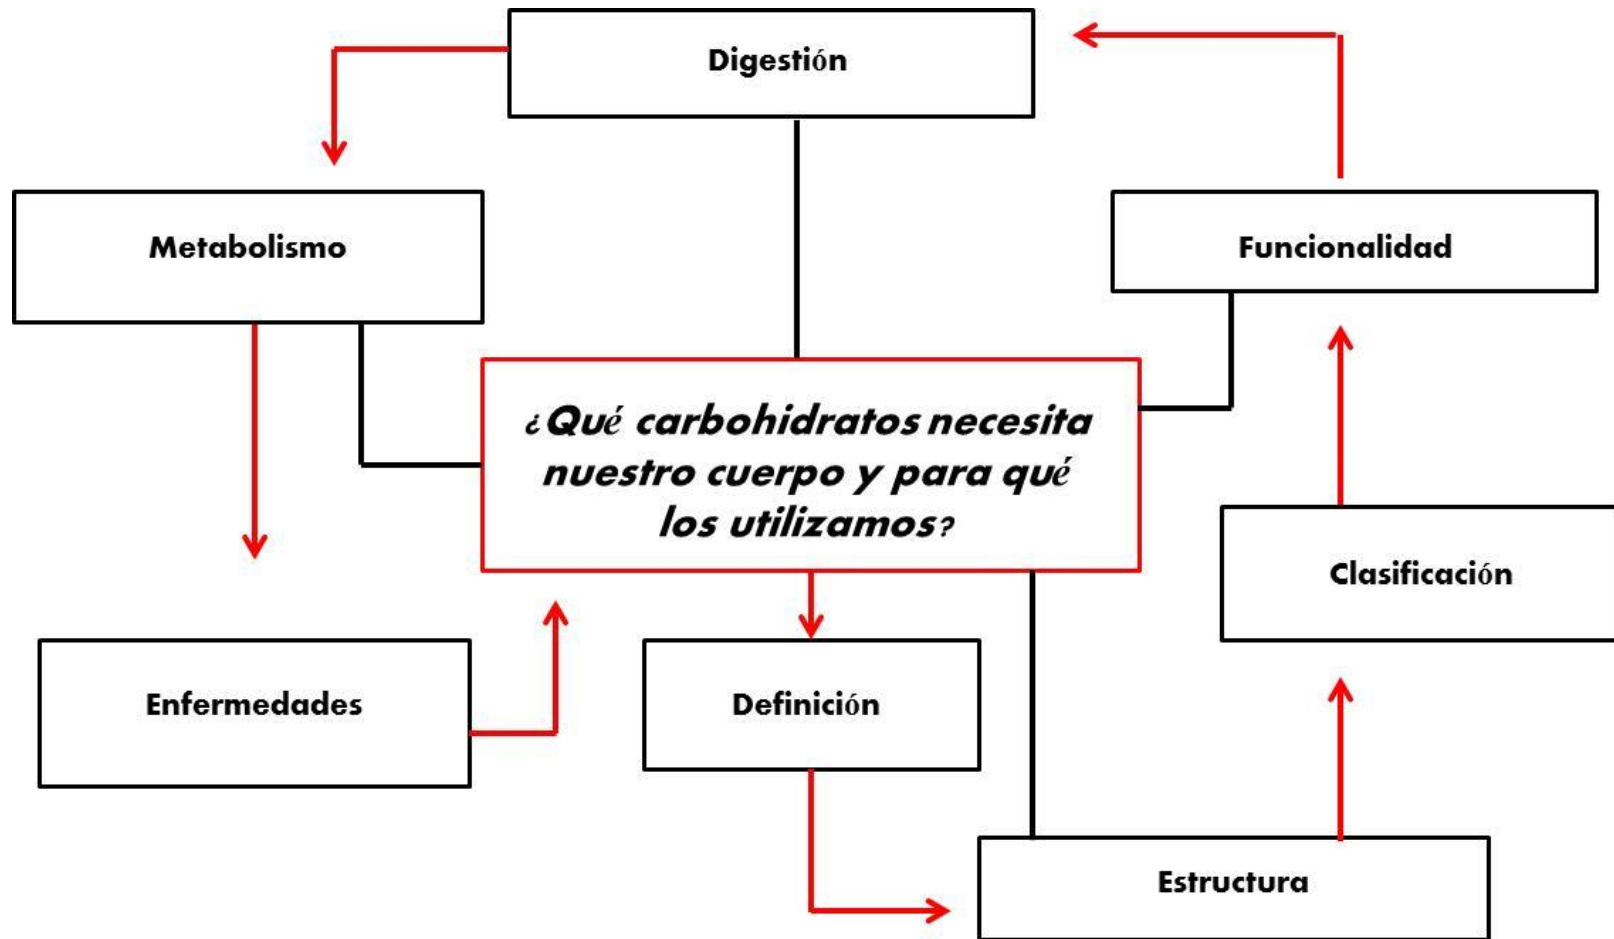 Digestión
Metabolismo
Funcionalidad
¿Qué carbohidratos necesita
nuestro cuerpo y para qué
los utilizamos?
Clasificación
Enfermedades
Definición
Estructura